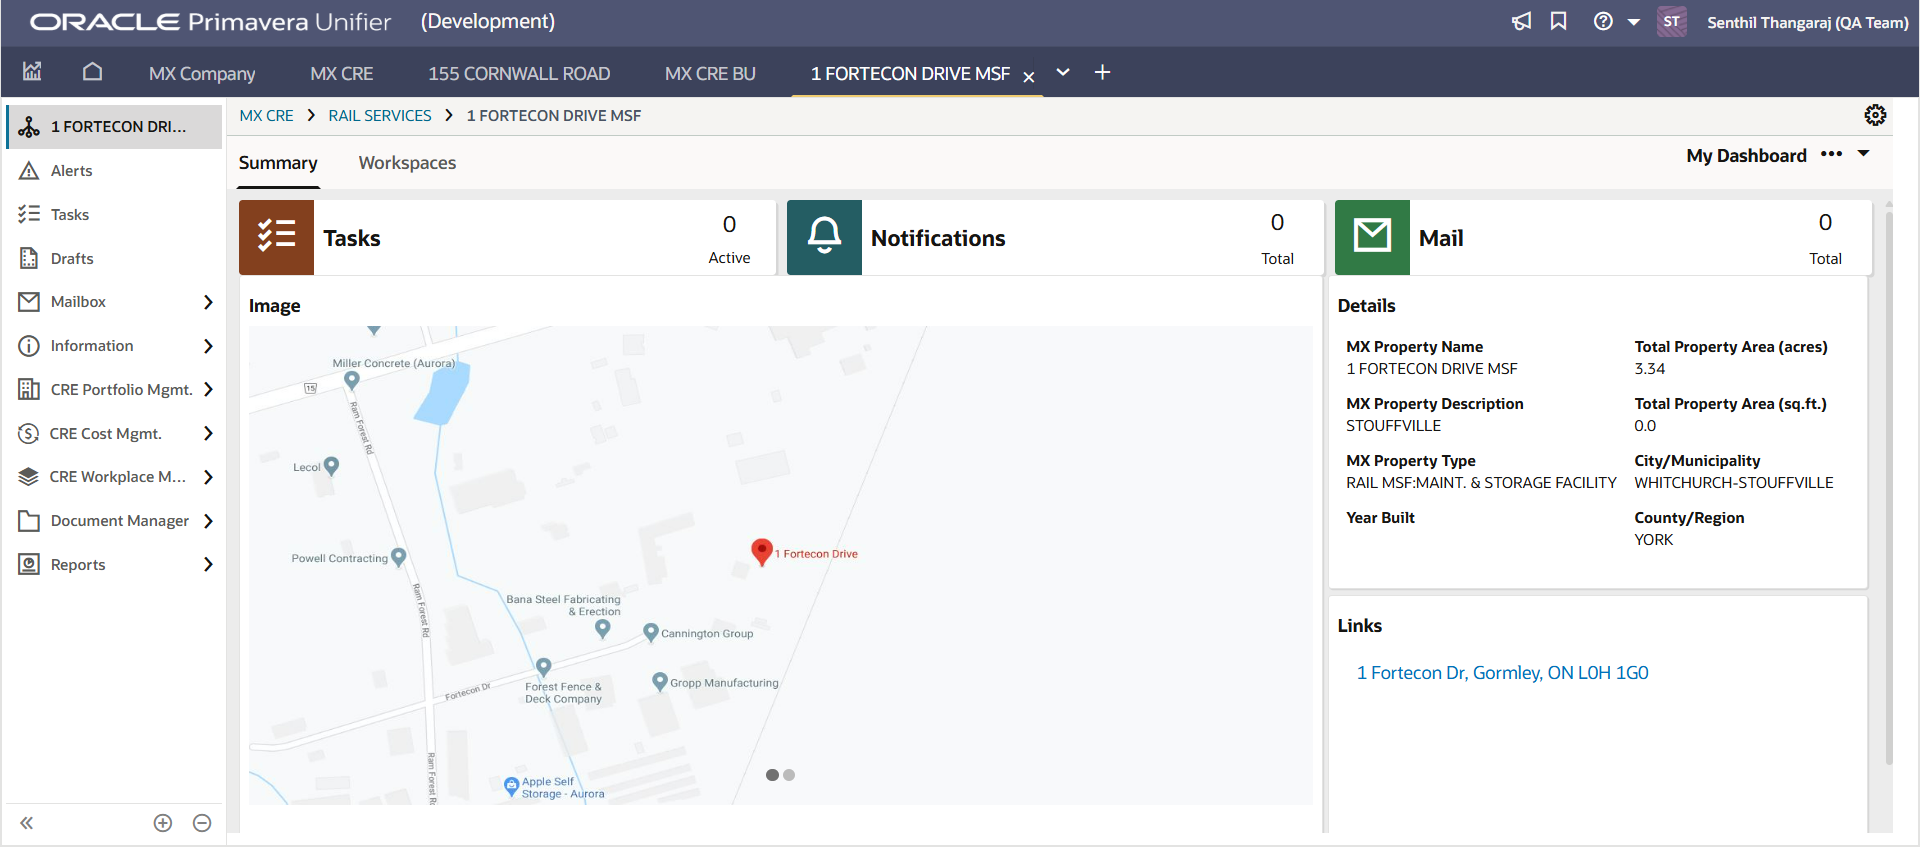 ORACLE Primavera Unifier (Development)
ST Senthil Thangaraj (QA Team)
MX Company MX CRE 155 CORNWALL ROAD MX CRE BU 1 FORTECON DRIVE MSF
1 FORTECON DRI...
Alerts
Tasks
Drafts
Mailbox
Information
CRE Portfolio Mgmt.
CRE Cost Mgmt.
CRE Workplace M...
Document Manager
Reports
MX CRE > RAIL SERVICES > 1 FORTECON DRIVE MSF
Summary Workspaces
My Dashboard
Tasks
0
Active
Notifications
0
Total
Mail
0
Total
Image
Miller Concrete (Aurora)
15
Ram Forest Rd
Lecol
Powell Contracting
1 Fortecon Drive
Ram Forest Rd
Bana Steel Fabricating
& Erection
Cannington Group
Forest Fence &
Deck Company
Gropp Manufacturing
Fortecon Dr
Ram Forest Rd
Apple Self
Storage - Aurora
Details
MX Property Name
1 FORTECON DRIVE MSF
Total Property Area (acres)
3.34
MX Property Description
STOUFFVILLE
Total Property Area (sq.ft.)
0.0
MX Property Type
RAIL MSF:MAINT. & STORAGE FACILITY
City/Municipality
WHITCHURCH-STOUFFVILLE
Year Built
County/Region
YORK
Links
1 Fortecon Dr, Gormley, ON L0H 1G0